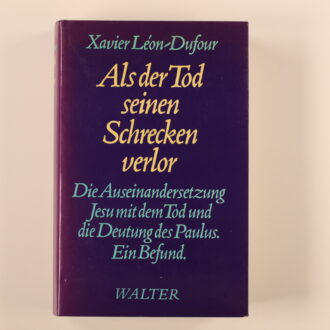 Xavier Léon-Dufour
Als der Tod
seinen
Schrecken
verlor
Die Auseinandersetzung
Jesu mit dem Tod und
die Deutung des Paulus.
Ein Befund.
WALTER